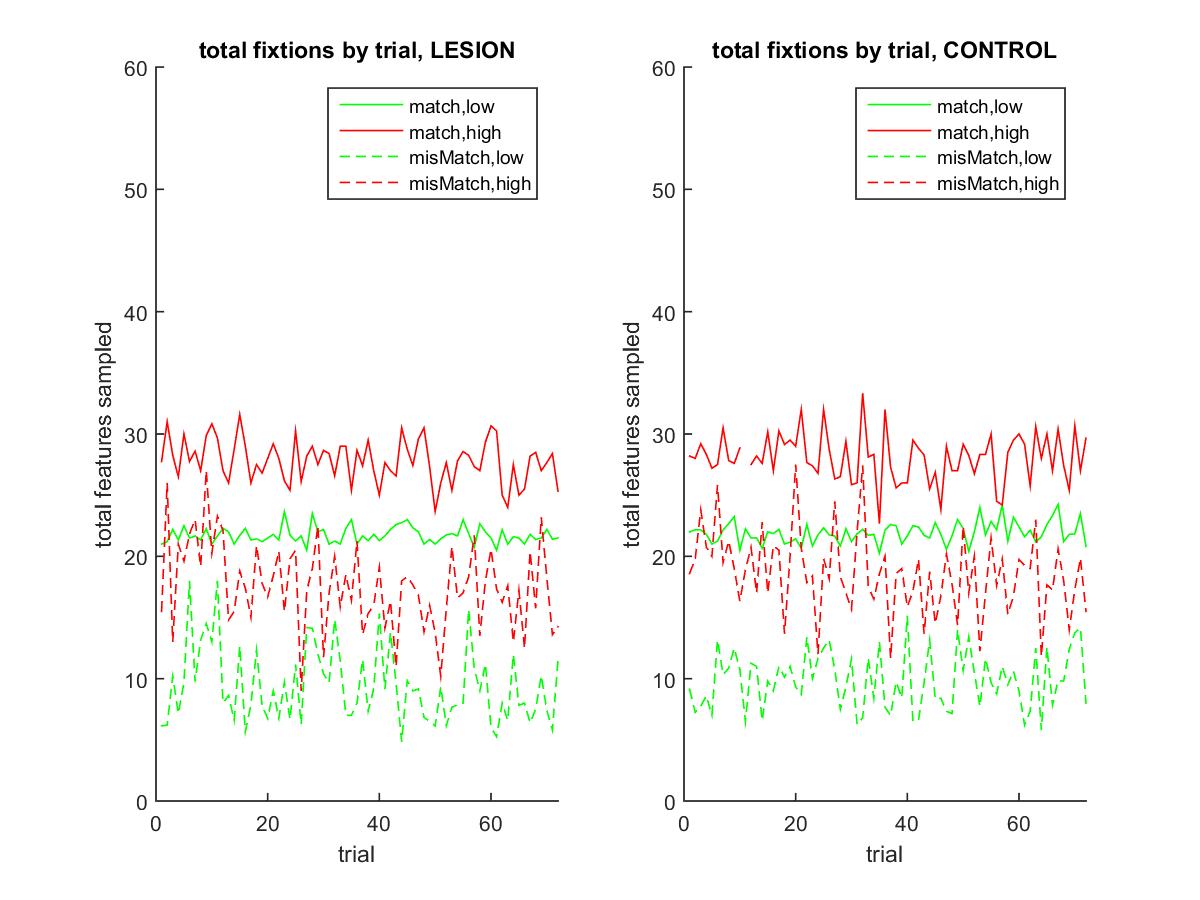 total fixtions by trial, LESION
60
50
40
30
20
10
0
0 20 40 60
total features sampled
trial
match,low
match,high
misMatch,low
misMatch,high
total fixtions by trial, CONTROL
60
50
40
30
20
10
0
0 20 40 60
total features sampled
trial
match,low
match,high
misMatch,low
misMatch,high